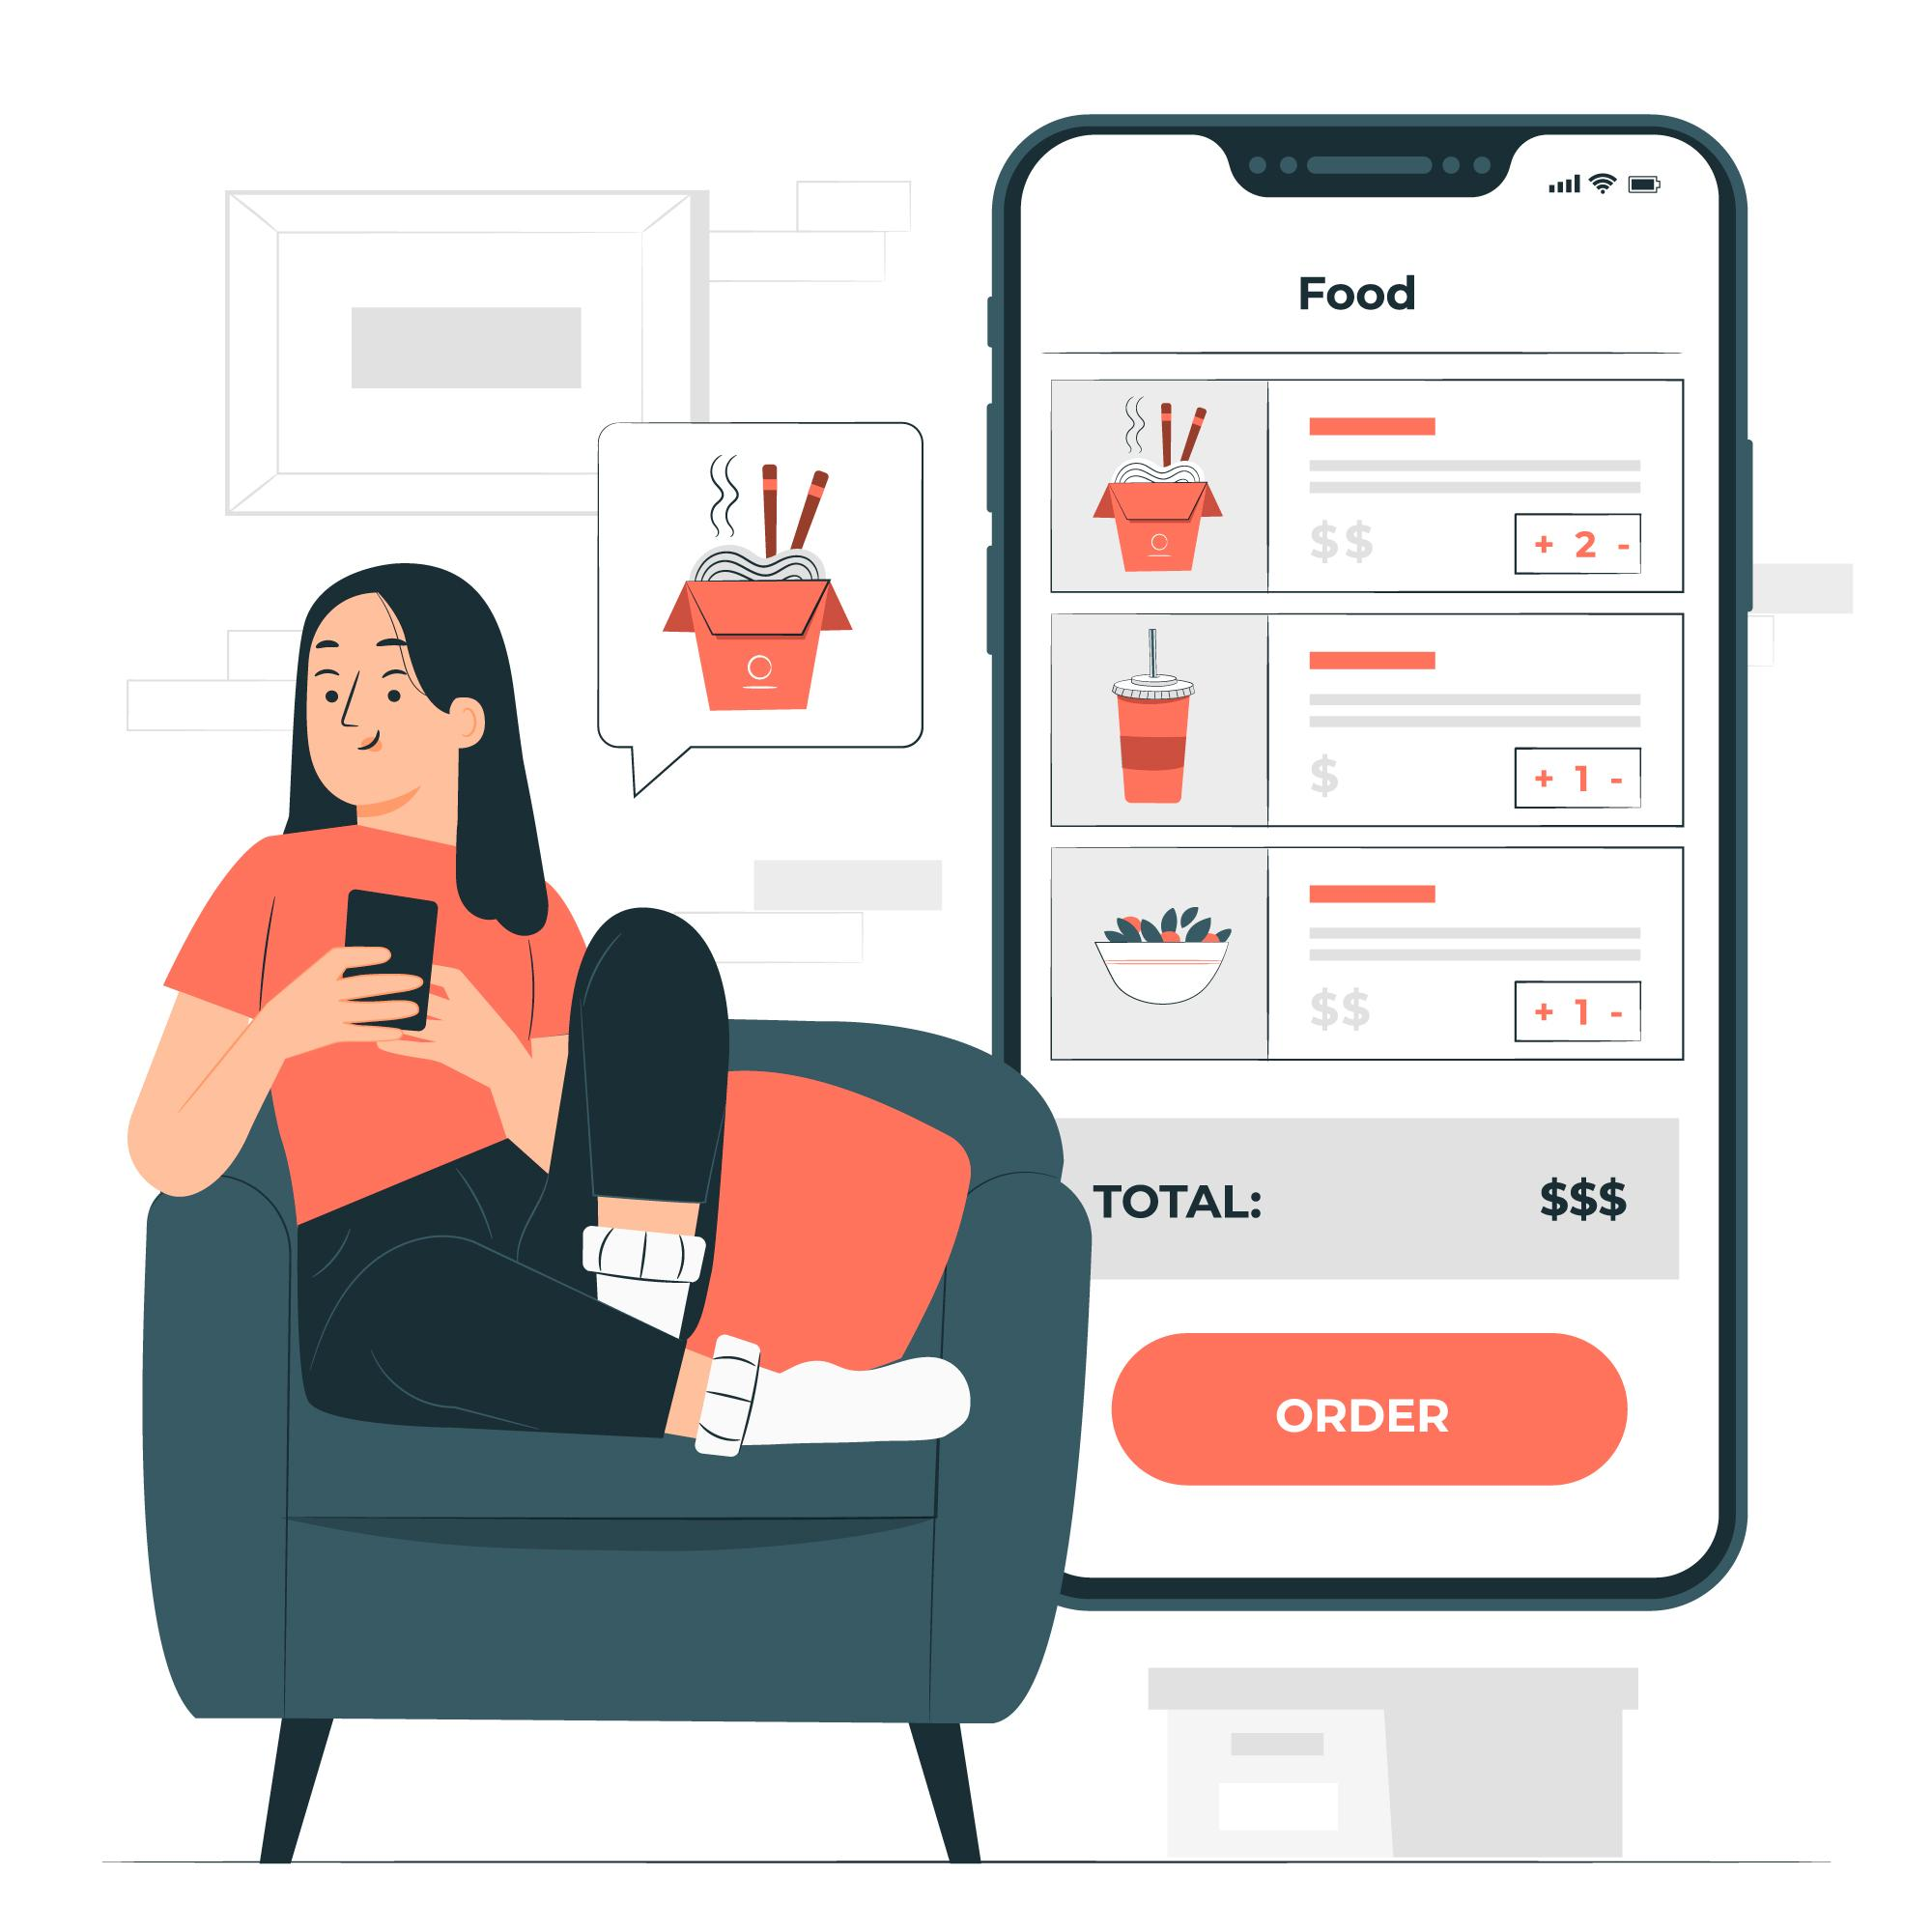 Food
$$
+ 2 -
$
+ 1 -
$$
+ 1 -
TOTAL: $$$
ORDER